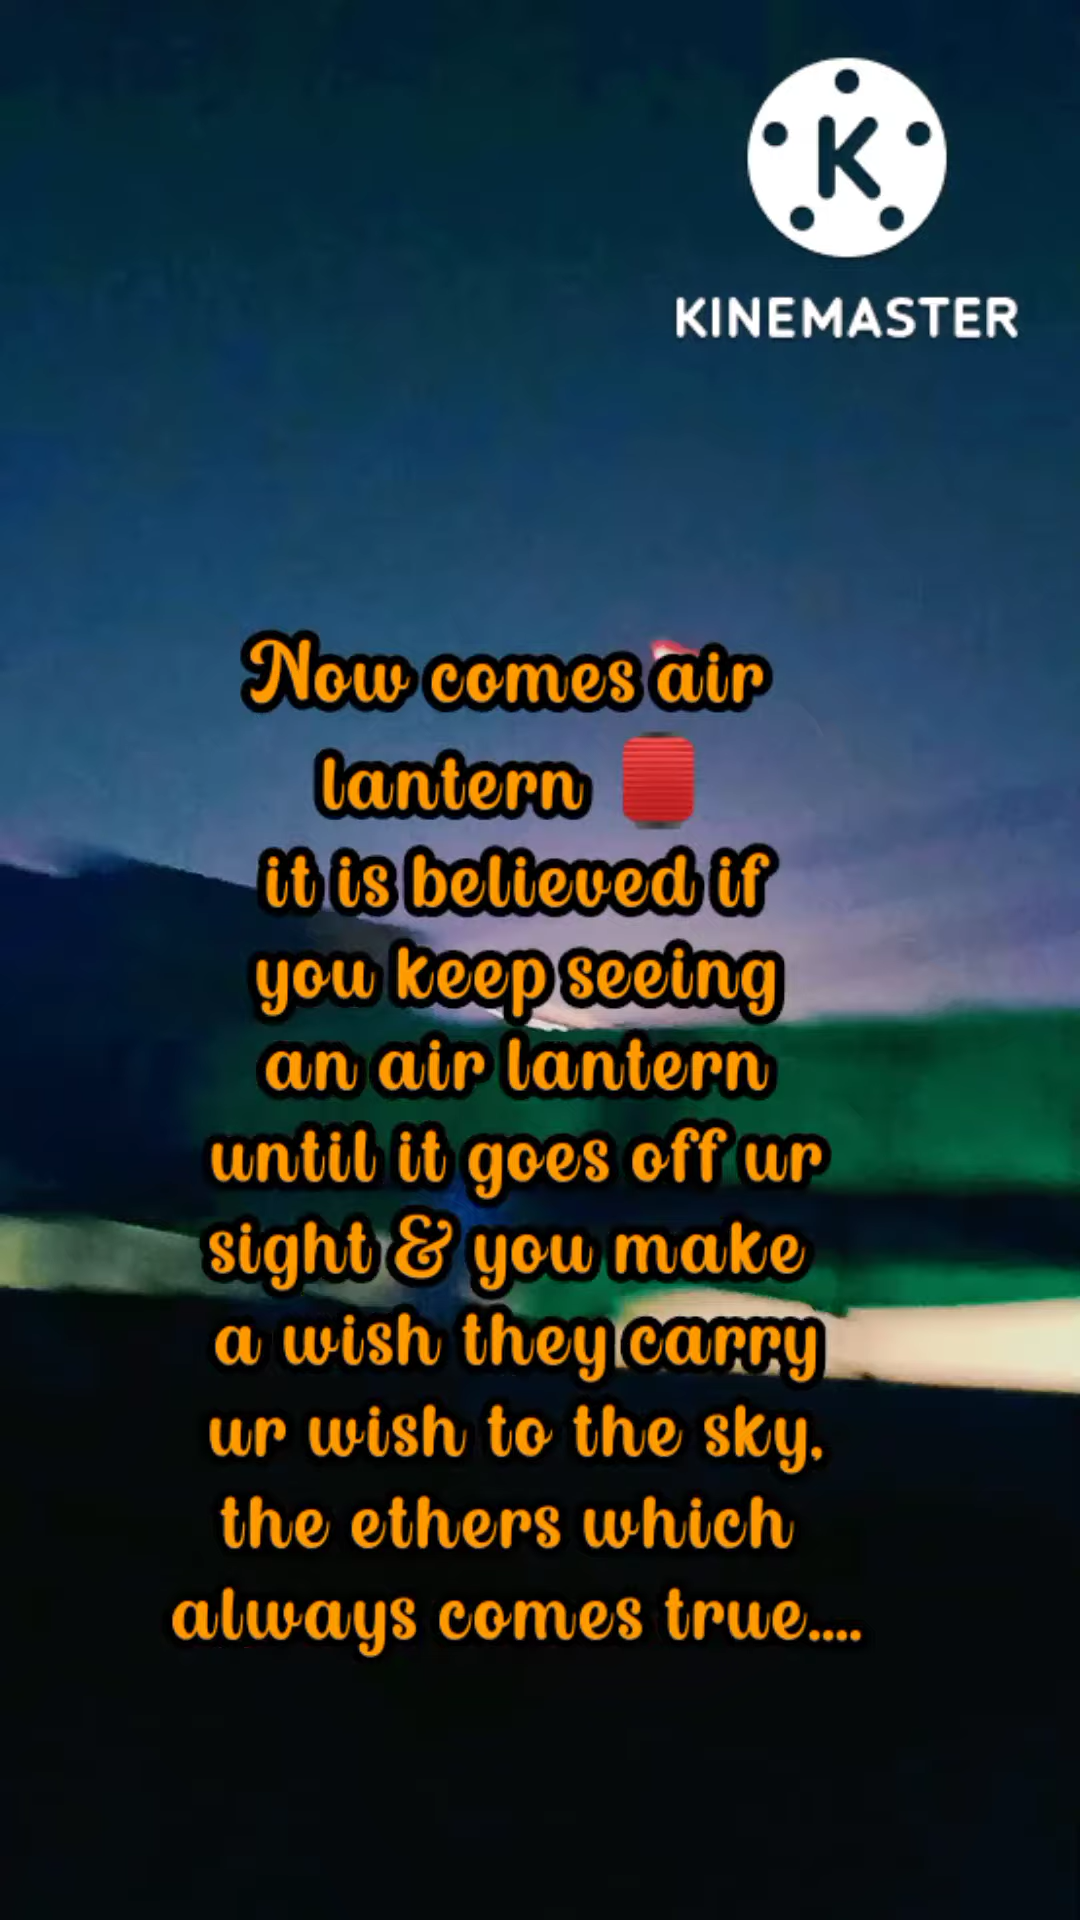 K
KINEMASTER
Now comes air
lantern 🏮
it is believed if
you keep seeing
an air lantern
until it goes off ur
sight & you make
a wish they carry
ur wish to the sky,
the ethers which
always comes true....